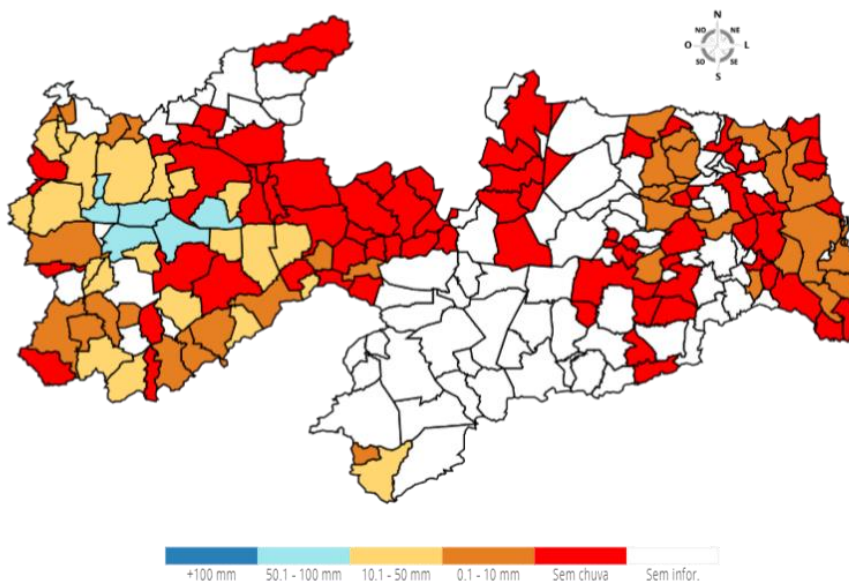 N
NO NE
O L
SO SE
S
+100 mm 50.1 - 100 mm 10.1 - 50 mm 0.1 - 10 mm Sem chuva Sem infor.